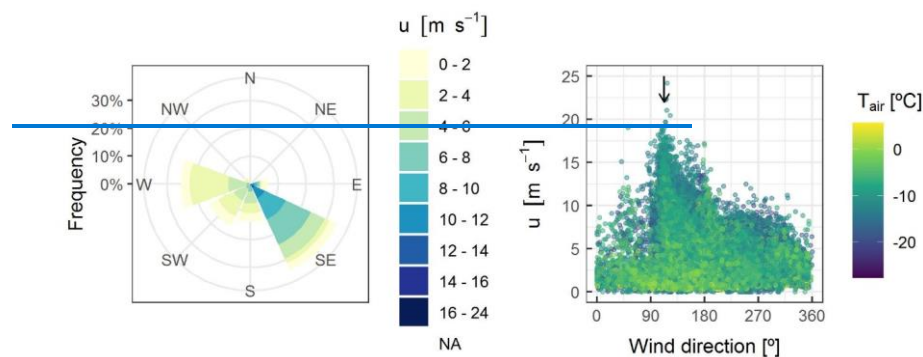 u [m s⁻¹]
0 - 2
2 - 4
4 - 6
6 - 8
8 - 10
10 - 12
12 - 14
14 - 16
16 - 24
NA
Frequency
30%
20%
10%
0%
N
NE
E
SE
S
SW
W
NW
u [m s⁻¹]
25
20
15
10
5
0
0 90 180 270 360
Wind direction [º]
T air [ºC]
0
-10
-20